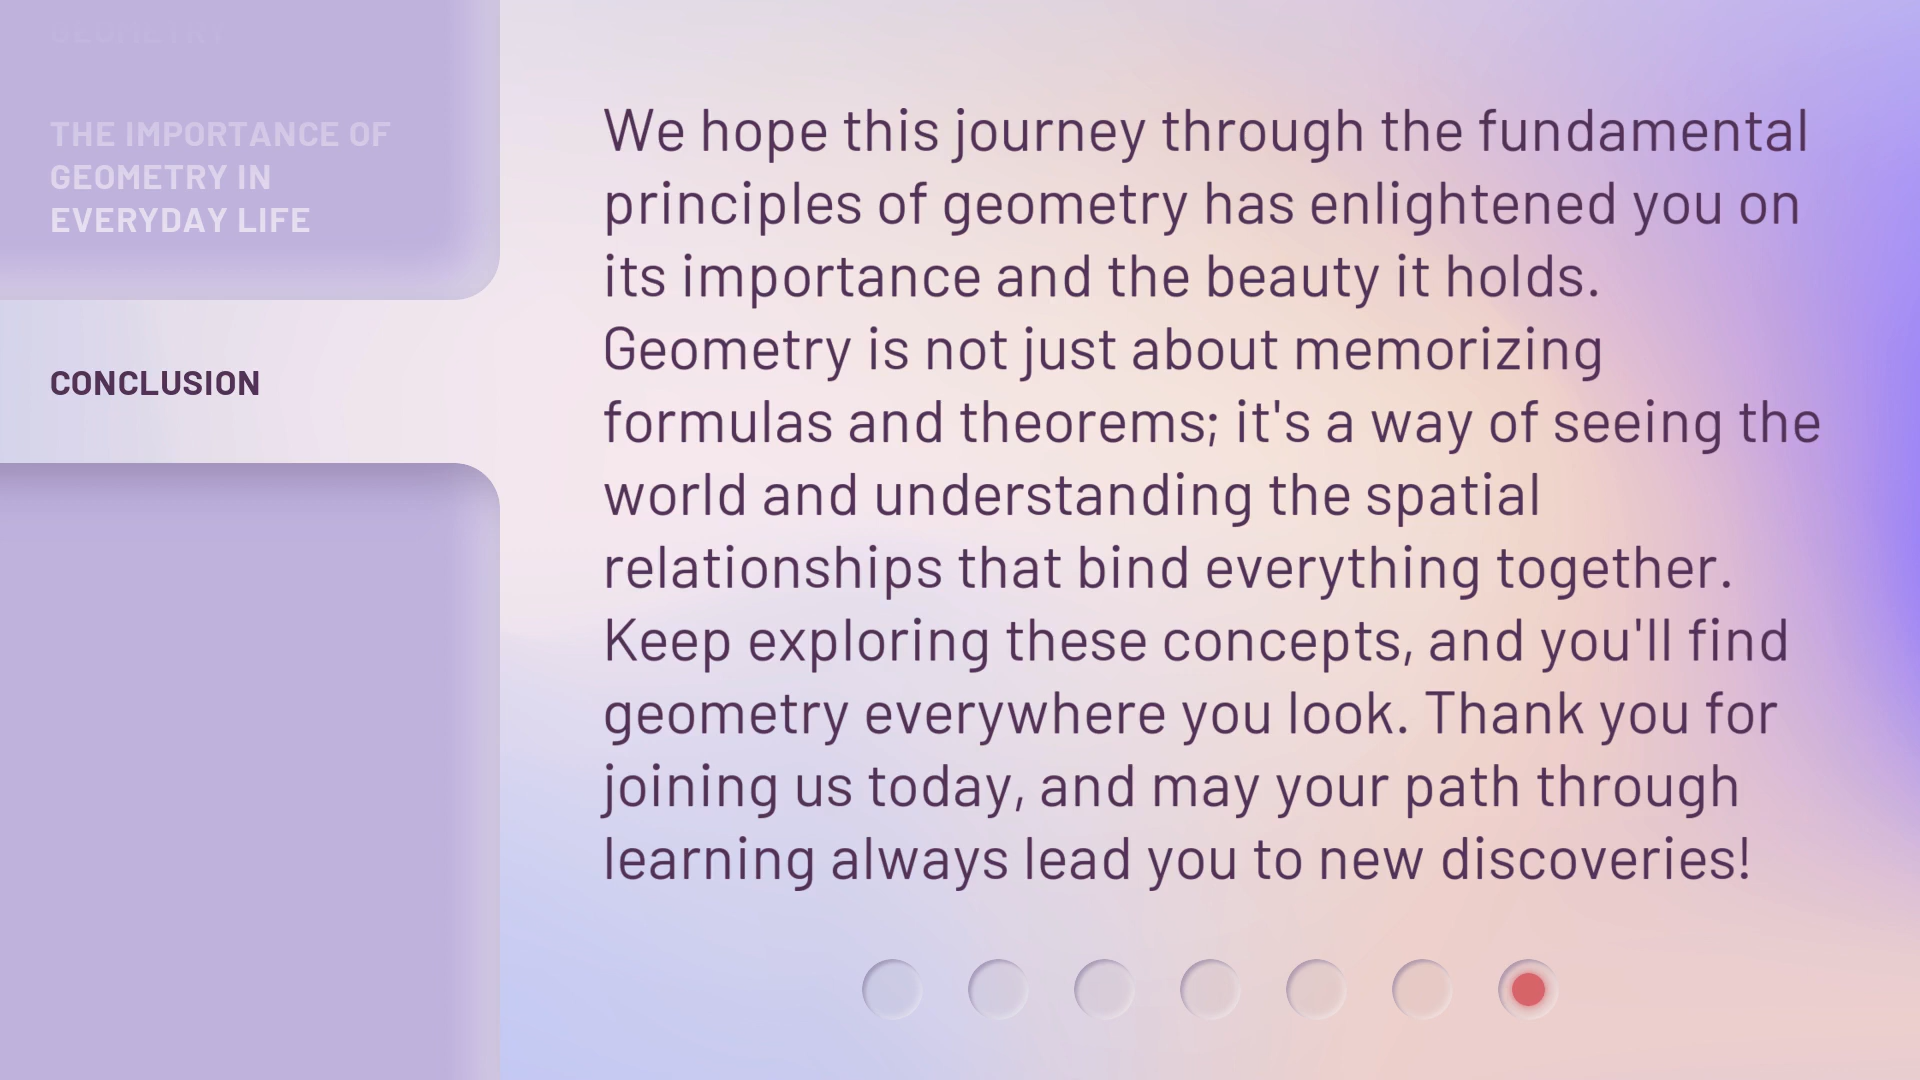 GEOMETRY
THE IMPORTANCE OF
GEOMETRY IN
EVERYDAY LIFE
CONCLUSION
We hope this journey through the fundamental
principles of geometry has enlightened you on
its importance and the beauty it holds.
Geometry is not just about memorizing
formulas and theorems; it's a way of seeing the
world and understanding the spatial
relationships that bind everything together.
Keep exploring these concepts, and you'll find
geometry everywhere you look. Thank you for
joining us today, and may your path through
learning always lead you to new discoveries!